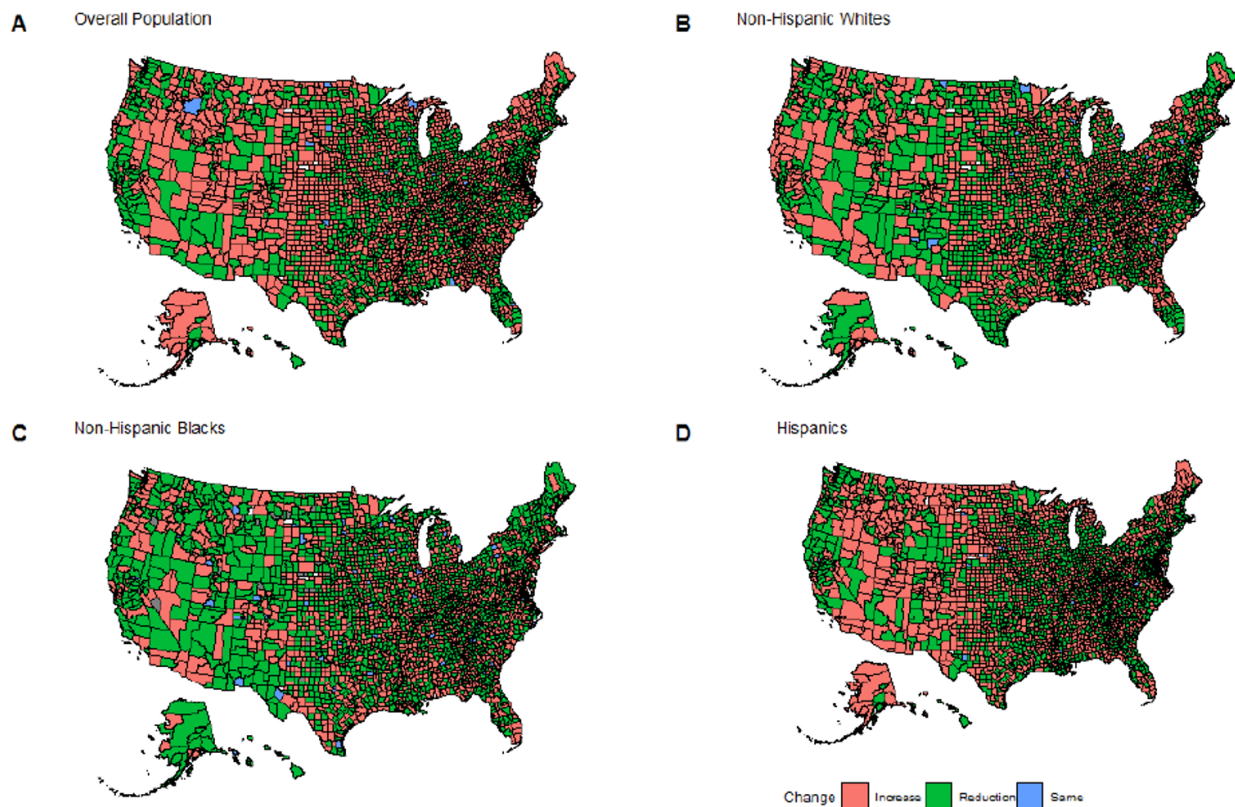 A Overall Population
B Non-Hispanic Whites
C Non-Hispanic Blacks
D Hispanics
Change Increase Reduction Same